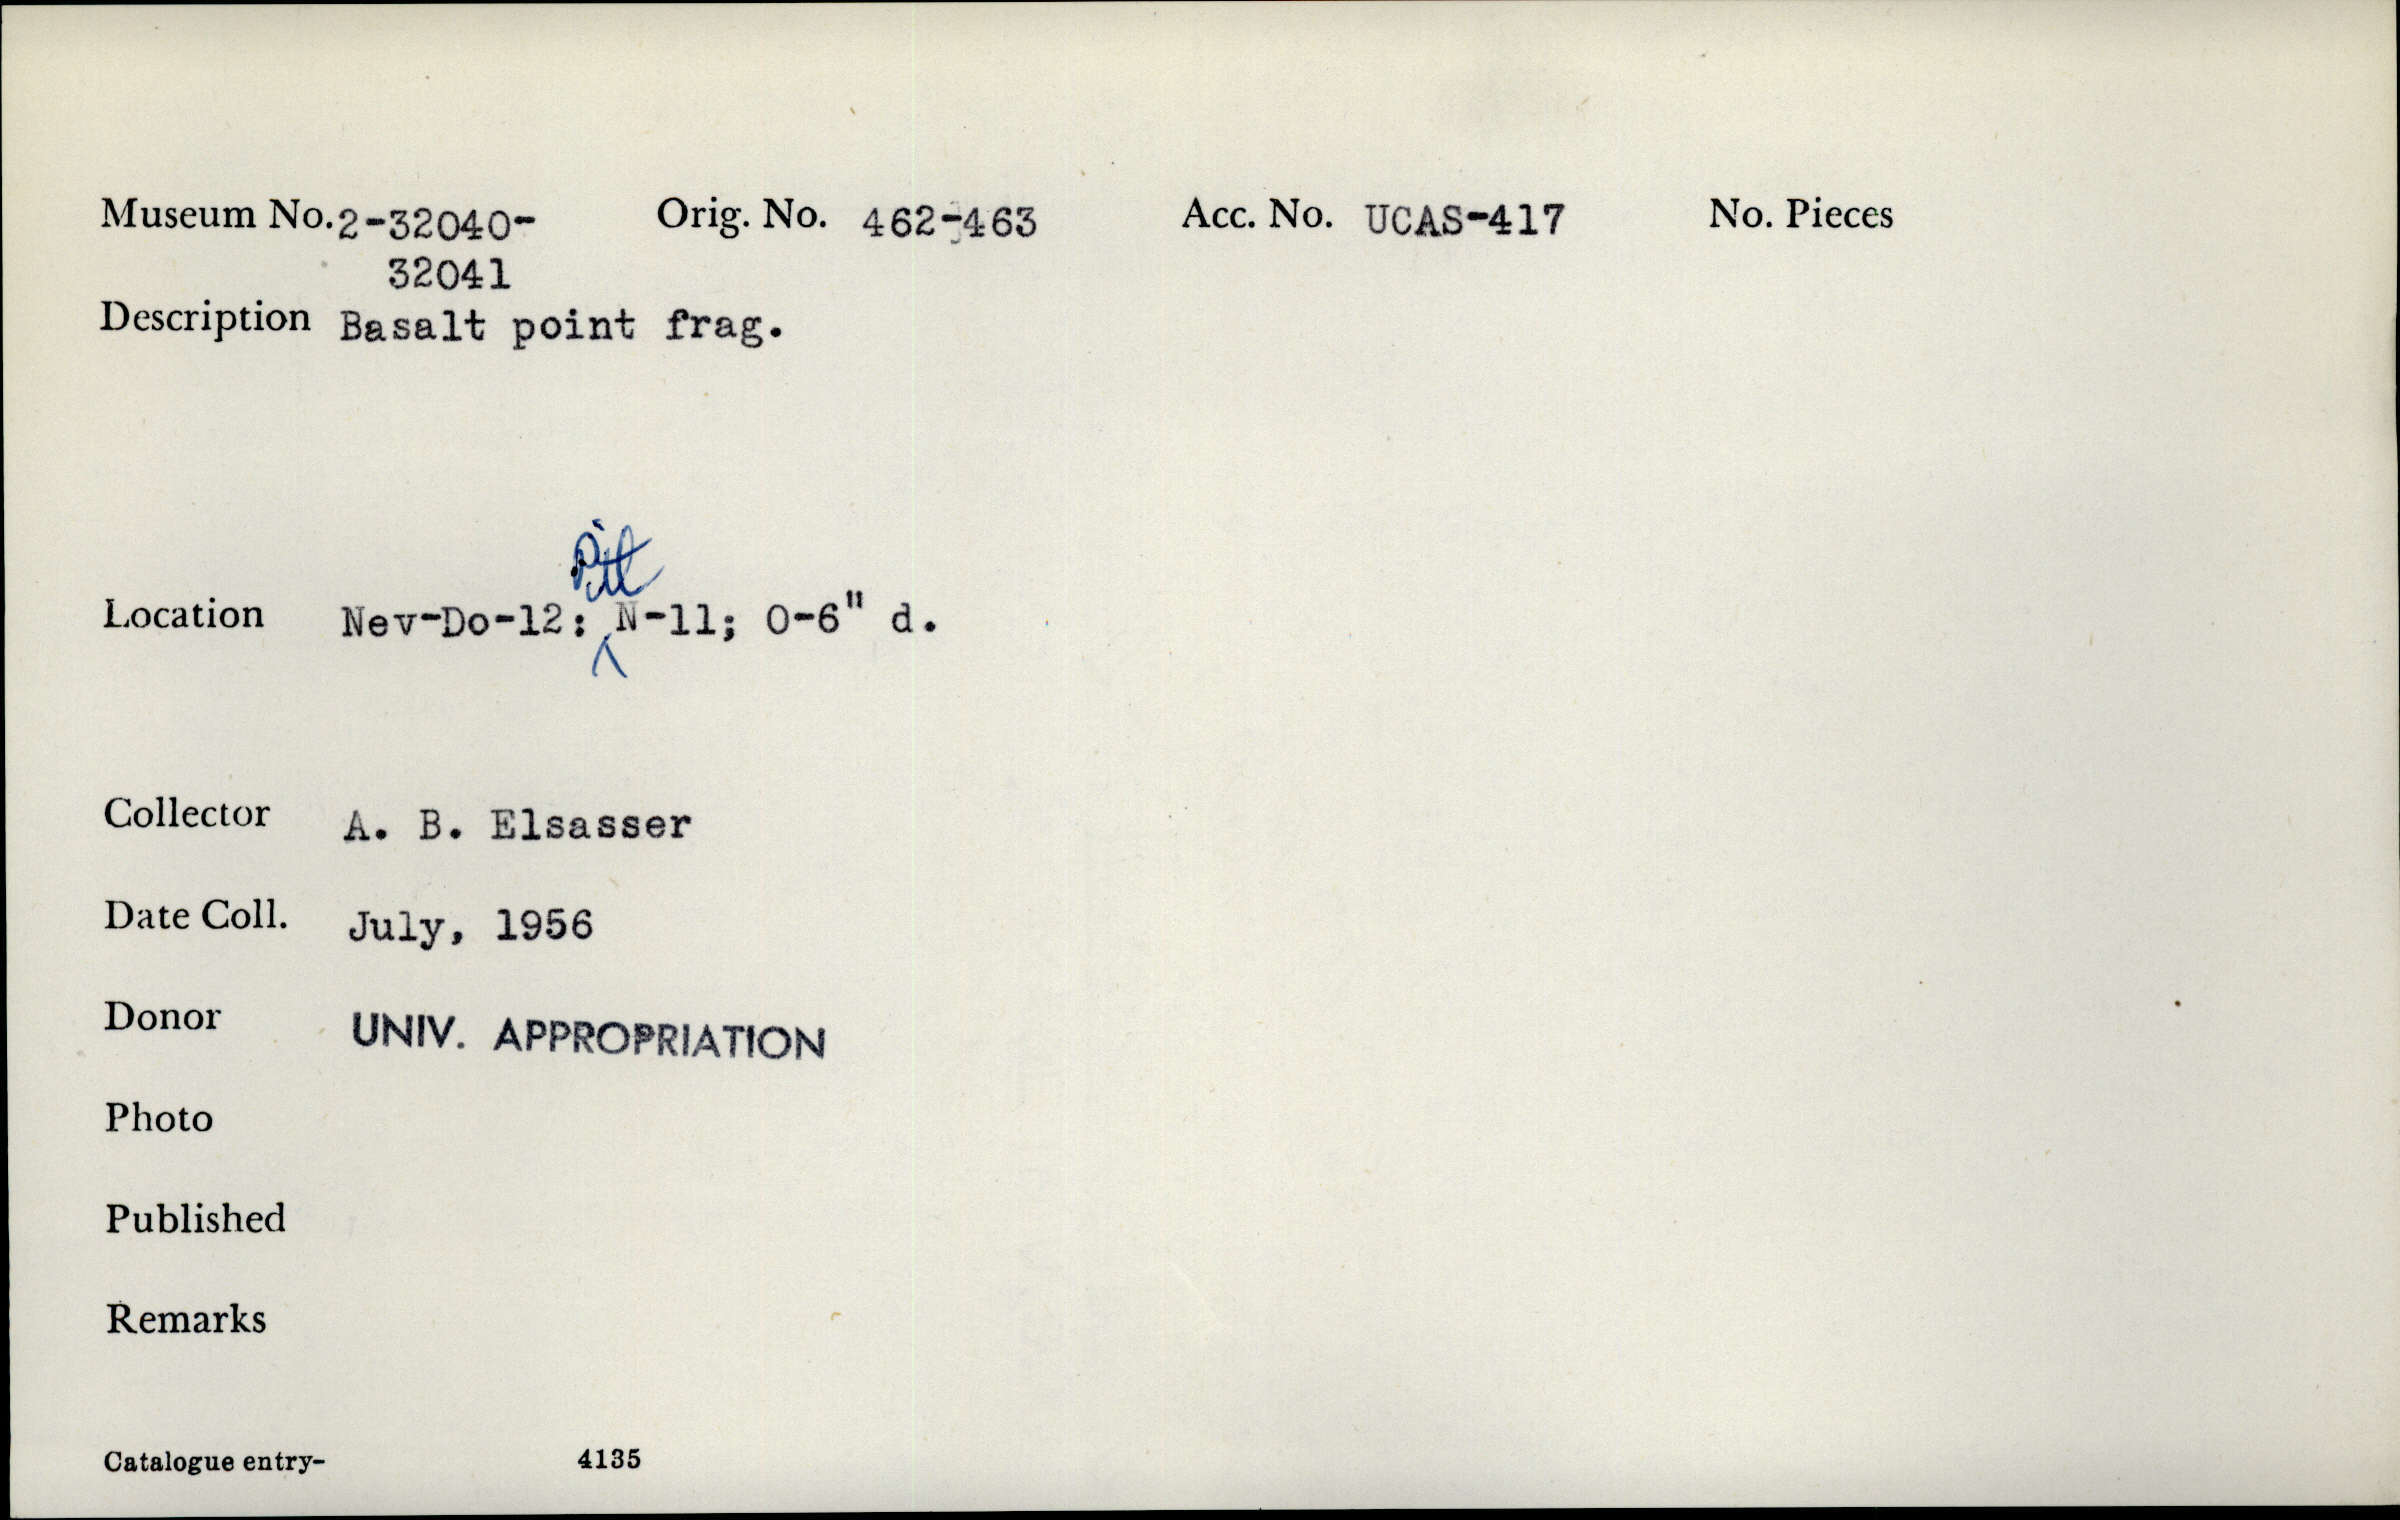 Museum No. 2-32040- Orig. No. 462-463 Acc. No. UCAS-417 No. Pieces
32041
Description Basalt point frag.
Pit
Location Nev-Do-12: N-11; 0-6" d.
Collector A. B. Elsasser
Date Coll. July, 1956
Donor UNIV. APPROPRIATION
Photo
Published
Remarks
Catalogue entry- 4135